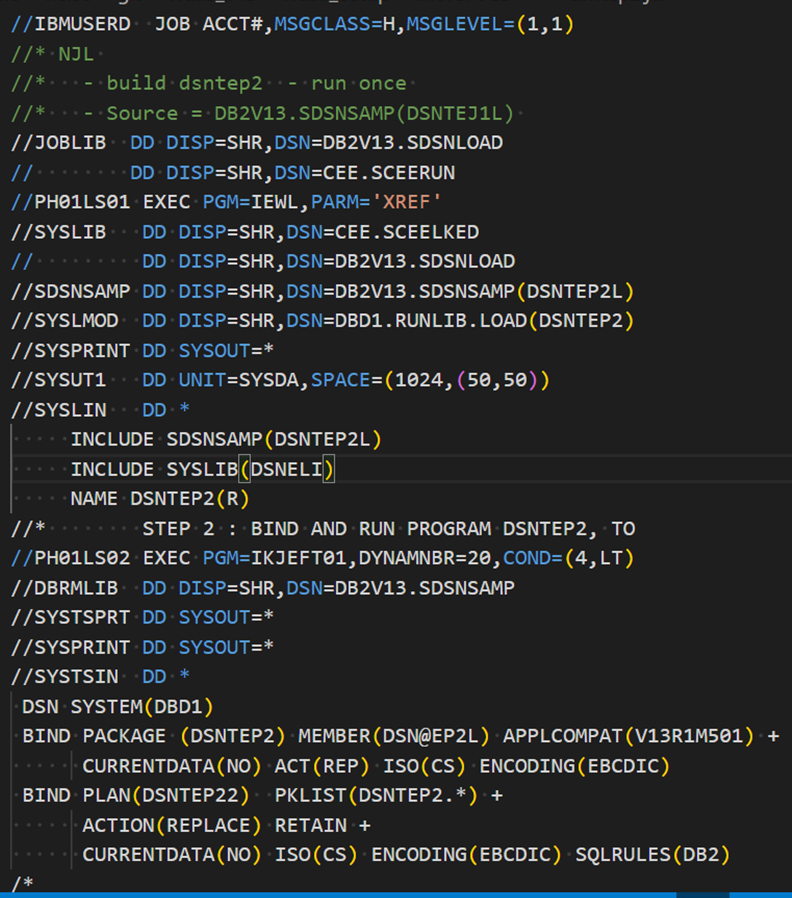 //IBMUSERD  JOB ACCT#,MSGCLASS=H,MSGLEVEL=(1,1)
//* NJL
//*   - build dsntep2  - run once
//*   - Source = DB2V13.SDSNSAMP(DSNTEJ1L)
//JOBLIB  DD DISP=SHR,DSN=DB2V13.SDSNLOAD
//        DD DISP=SHR,DSN=CEE.SCEERUN
//PH01LS01 EXEC PGM=IEWL,PARM='XREF'
//SYSLIB   DD DISP=SHR,DSN=CEE.SCEELKED
//         DD DISP=SHR,DSN=DB2V13.SDSNLOAD
//SDSNSAMP DD DISP=SHR,DSN=DB2V13.SDSNSAMP(DSNTEP2L)
//SYSLMOD  DD DISP=SHR,DSN=DBD1.RUNLIB.LOAD(DSNTEP2)
//SYSPRINT DD SYSOUT=*
//SYSUT1   DD UNIT=SYSDA,SPACE=(1024,(50,50))
//SYSLIN   DD *
     INCLUDE SDSNSAMP(DSNTEP2L)
     INCLUDE SYSLIB(DSNELI)
     NAME DSNTEP2(R)
//*        STEP 2 : BIND AND RUN PROGRAM DSNTEP2, TO
//PH01LS02 EXEC PGM=IKJEFT01,DYNAMNBR=20,COND=(4,LT)
//DBRMLIB  DD DISP=SHR,DSN=DB2V13.SDSNSAMP
//SYSTSPRT DD SYSOUT=*
//SYSPRINT DD SYSOUT=*
//SYSTSIN  DD *
 DSN SYSTEM(DBD1)
 BIND PACKAGE (DSNTEP2) MEMBER(DSN@EP2L) APPLCOMPAT(V13R1M501) +
      CURRENTDATA(NO) ACT(REP) ISO(CS) ENCODING(EBCDIC)
 BIND PLAN(DSNTEP22)  PKLIST(DSNTEP2.*) +
      ACTION(REPLACE) RETAIN +
      CURRENTDATA(NO) ISO(CS) ENCODING(EBCDIC) SQLRULES(DB2)
/*